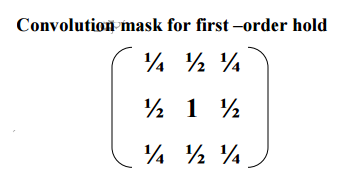 Convolution mask for first –order hold
¼ ½ ¼
½ 1 ½
¼ ½ ¼